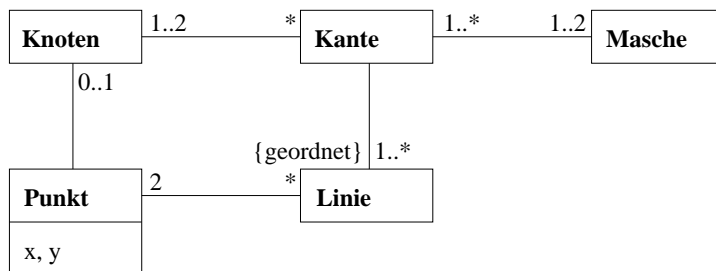 Knoten 1..2 * Kante 1..* 1..2 Masche
0..1
{geordnet} 1..*
Punkt 2 * Linie
x, y